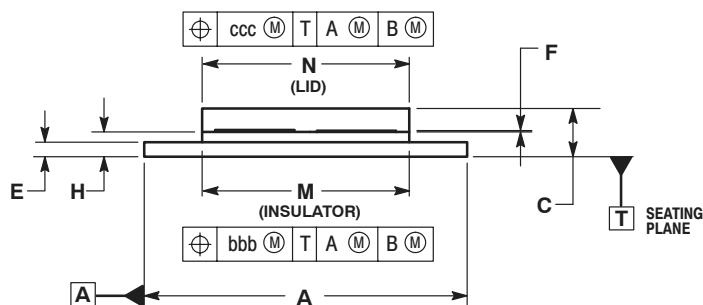 ⌖ ccc Ⓜ T A Ⓜ B Ⓜ
N
(LID)
F
E
H
M
(INSULATOR)
C
T
SEATING
PLANE
⌖ bbb Ⓜ T A Ⓜ B Ⓜ
A
A